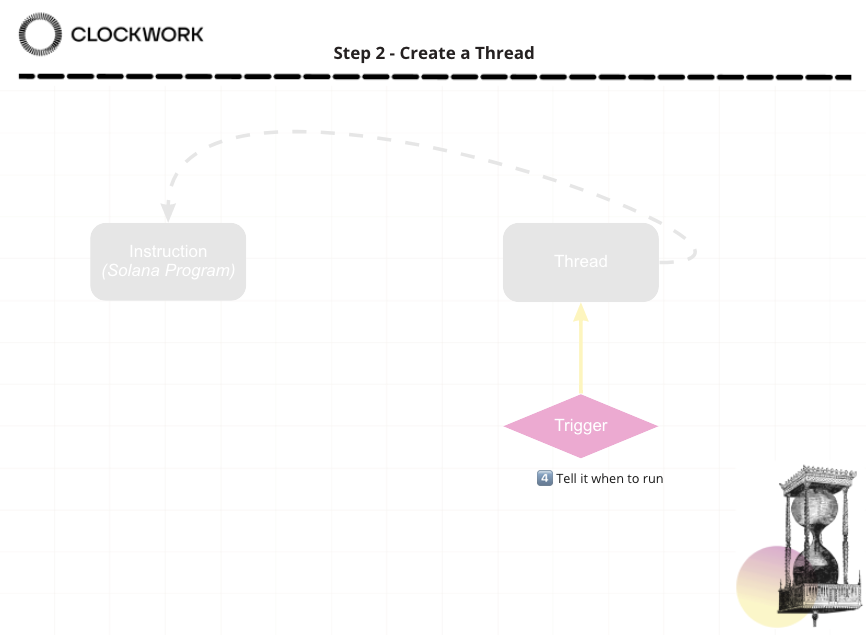 CLOCKWORK
Step 2 - Create a Thread
Instruction
(Solana Program)
Thread
Trigger
4 Tell it when to run